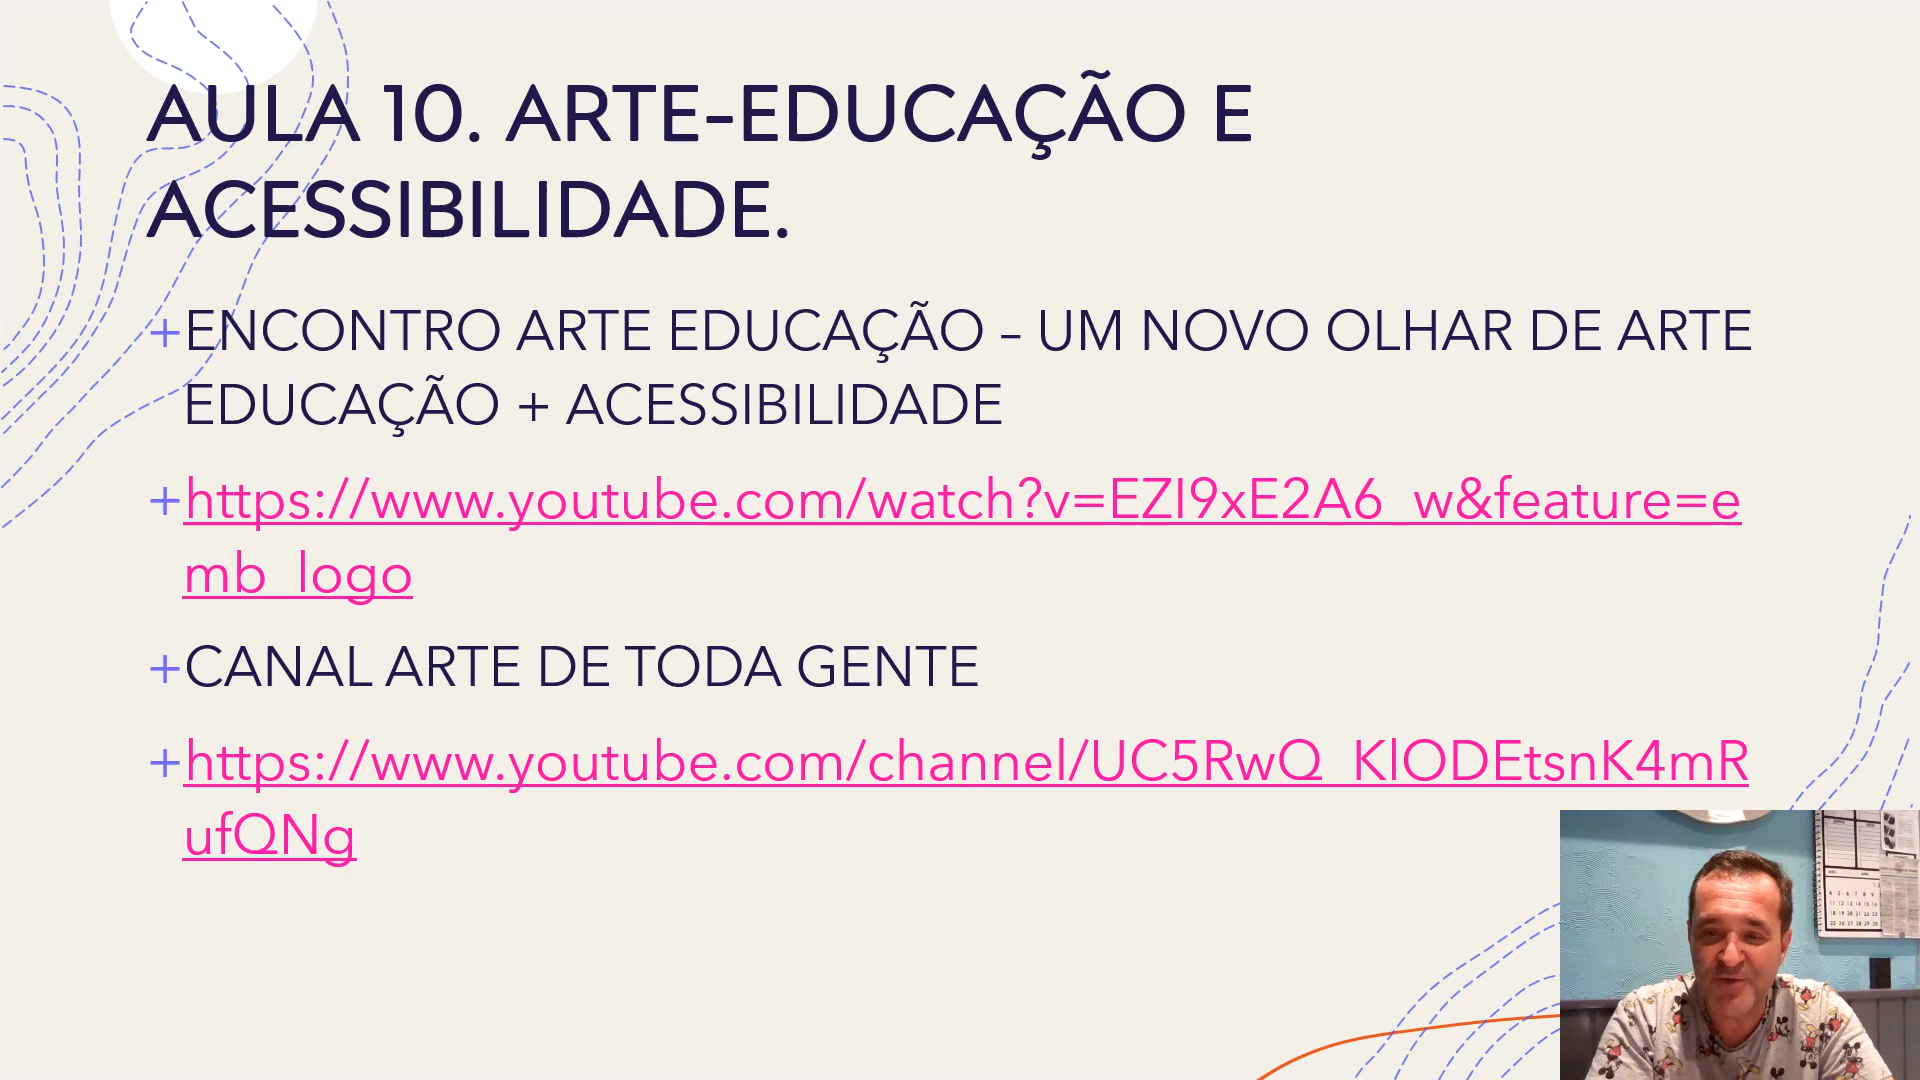 AULA 10. ARTE-EDUCAÇÃO E
ACESSIBILIDADE.
+ENCONTRO ARTE EDUCAÇÃO – UM NOVO OLHAR DE ARTE
EDUCAÇÃO + ACESSIBILIDADE
+https://www.youtube.com/watch?v=EZI9xE2A6_w&feature=e
mb_logo
+CANAL ARTE DE TODA GENTE
+https://www.youtube.com/channel/UC5RwQ_KlODEtsnK4mR
ufQNg